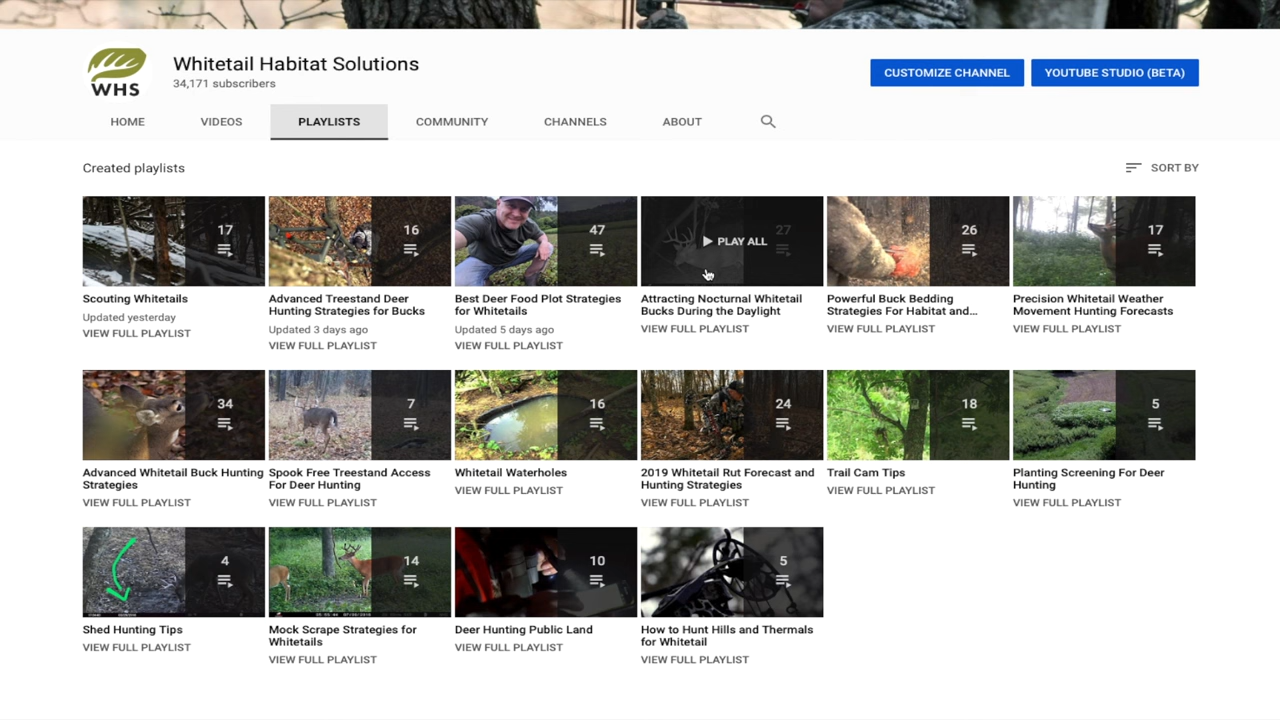 Whitetail Habitat Solutions
34,171 subscribers
WHS
CUSTOMIZE CHANNEL
YOUTUBE STUDIO (BETA)
HOME VIDEOS PLAYLISTS COMMUNITY CHANNELS ABOUT
Created playlists
SORT BY
17
Scouting Whitetails
Updated yesterday
VIEW FULL PLAYLIST
16
Advanced Treestand Deer
Hunting Strategies for Bucks
Updated 3 days ago
VIEW FULL PLAYLIST
47
Best Deer Food Plot Strategies
for Whitetails
Updated 5 days ago
VIEW FULL PLAYLIST
27
PLAY ALL
Attracting Nocturnal Whitetail
Bucks During the Daylight
VIEW FULL PLAYLIST
26
Powerful Buck Bedding
Strategies For Habitat and...
VIEW FULL PLAYLIST
17
Precision Whitetail Weather
Movement Hunting Forecasts
VIEW FULL PLAYLIST
34
Advanced Whitetail Buck Hunting
Strategies
VIEW FULL PLAYLIST
7
Spook Free Treestand Access
For Deer Hunting
VIEW FULL PLAYLIST
16
Whitetail Waterholes
VIEW FULL PLAYLIST
24
2019 Whitetail Rut Forecast and
Hunting Strategies
VIEW FULL PLAYLIST
18
Trail Cam Tips
VIEW FULL PLAYLIST
5
Planting Screening For Deer
Hunting
VIEW FULL PLAYLIST
4
Shed Hunting Tips
VIEW FULL PLAYLIST
14
Mock Scrape Strategies for
Whitetails
VIEW FULL PLAYLIST
10
Deer Hunting Public Land
VIEW FULL PLAYLIST
5
How to Hunt Hills and Thermals
for Whitetail
VIEW FULL PLAYLIST